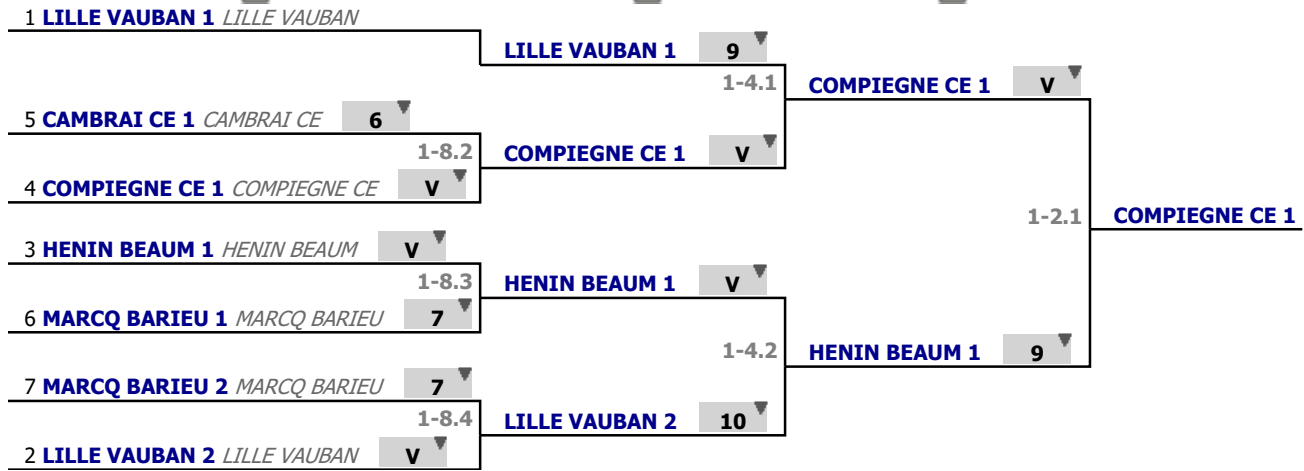 1 LILLE VAUBAN 1 LILLE VAUBAN
LILLE VAUBAN 1 9
1-4.1
COMPIEGNE CE 1 V
5 CAMBRAI CE 1 CAMBRAI CE 6
1-8.2
COMPIEGNE CE 1 V
4 COMPIEGNE CE 1 COMPIEGNE CE V
1-2.1
COMPIEGNE CE 1
3 HENIN BEAUM 1 HENIN BEAUM V
1-8.3
HENIN BEAUM 1 V
6 MARCQ BARIEU 1 MARCQ BARIEU 7
1-4.2
HENIN BEAUM 1 9
7 MARCQ BARIEU 2 MARCQ BARIEU 7
1-8.4
LILLE VAUBAN 2 10
2 LILLE VAUBAN 2 LILLE VAUBAN V